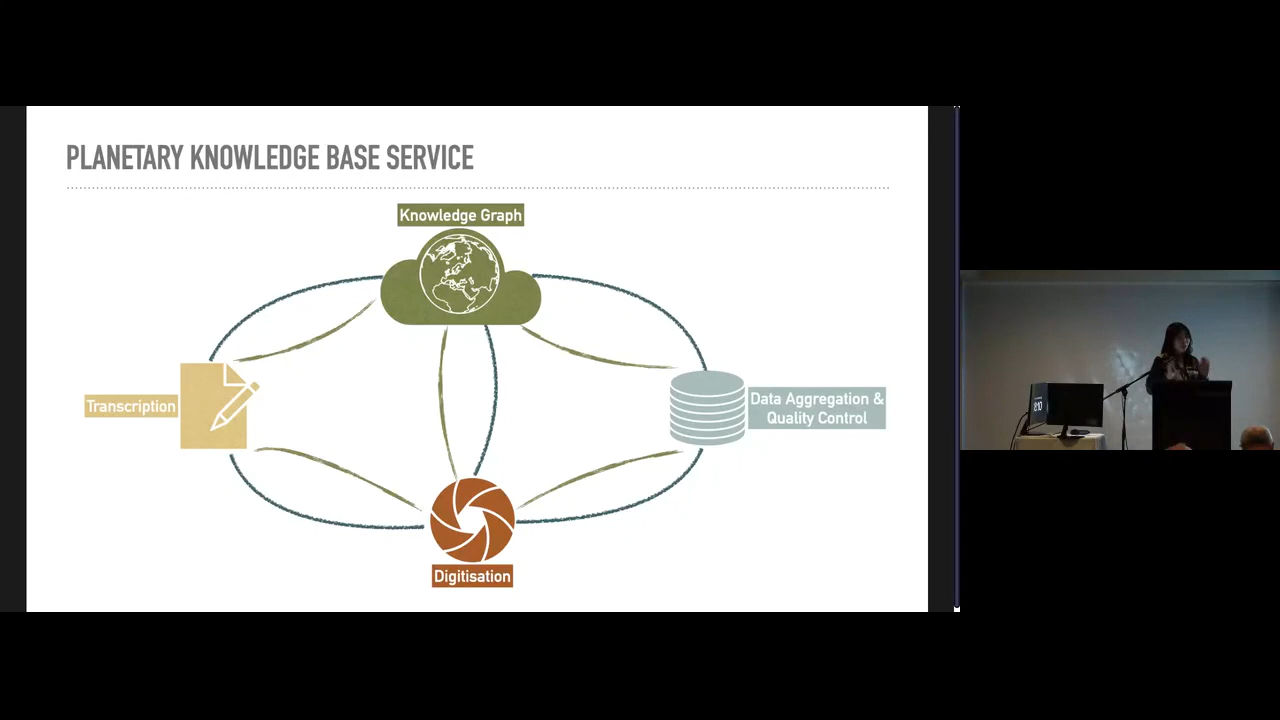 PLANETARY KNOWLEDGE BASE SERVICE
Knowledge Graph
Transcription
Data Aggregation &
Quality Control
Digitisation